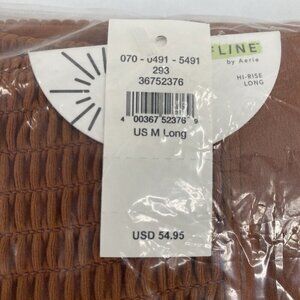 070 - 0491 - 5491
293
36752376
FLINE
by Aerie
HI-RISE
LONG
4 00367 52376 9
US M Long
USD 54.95